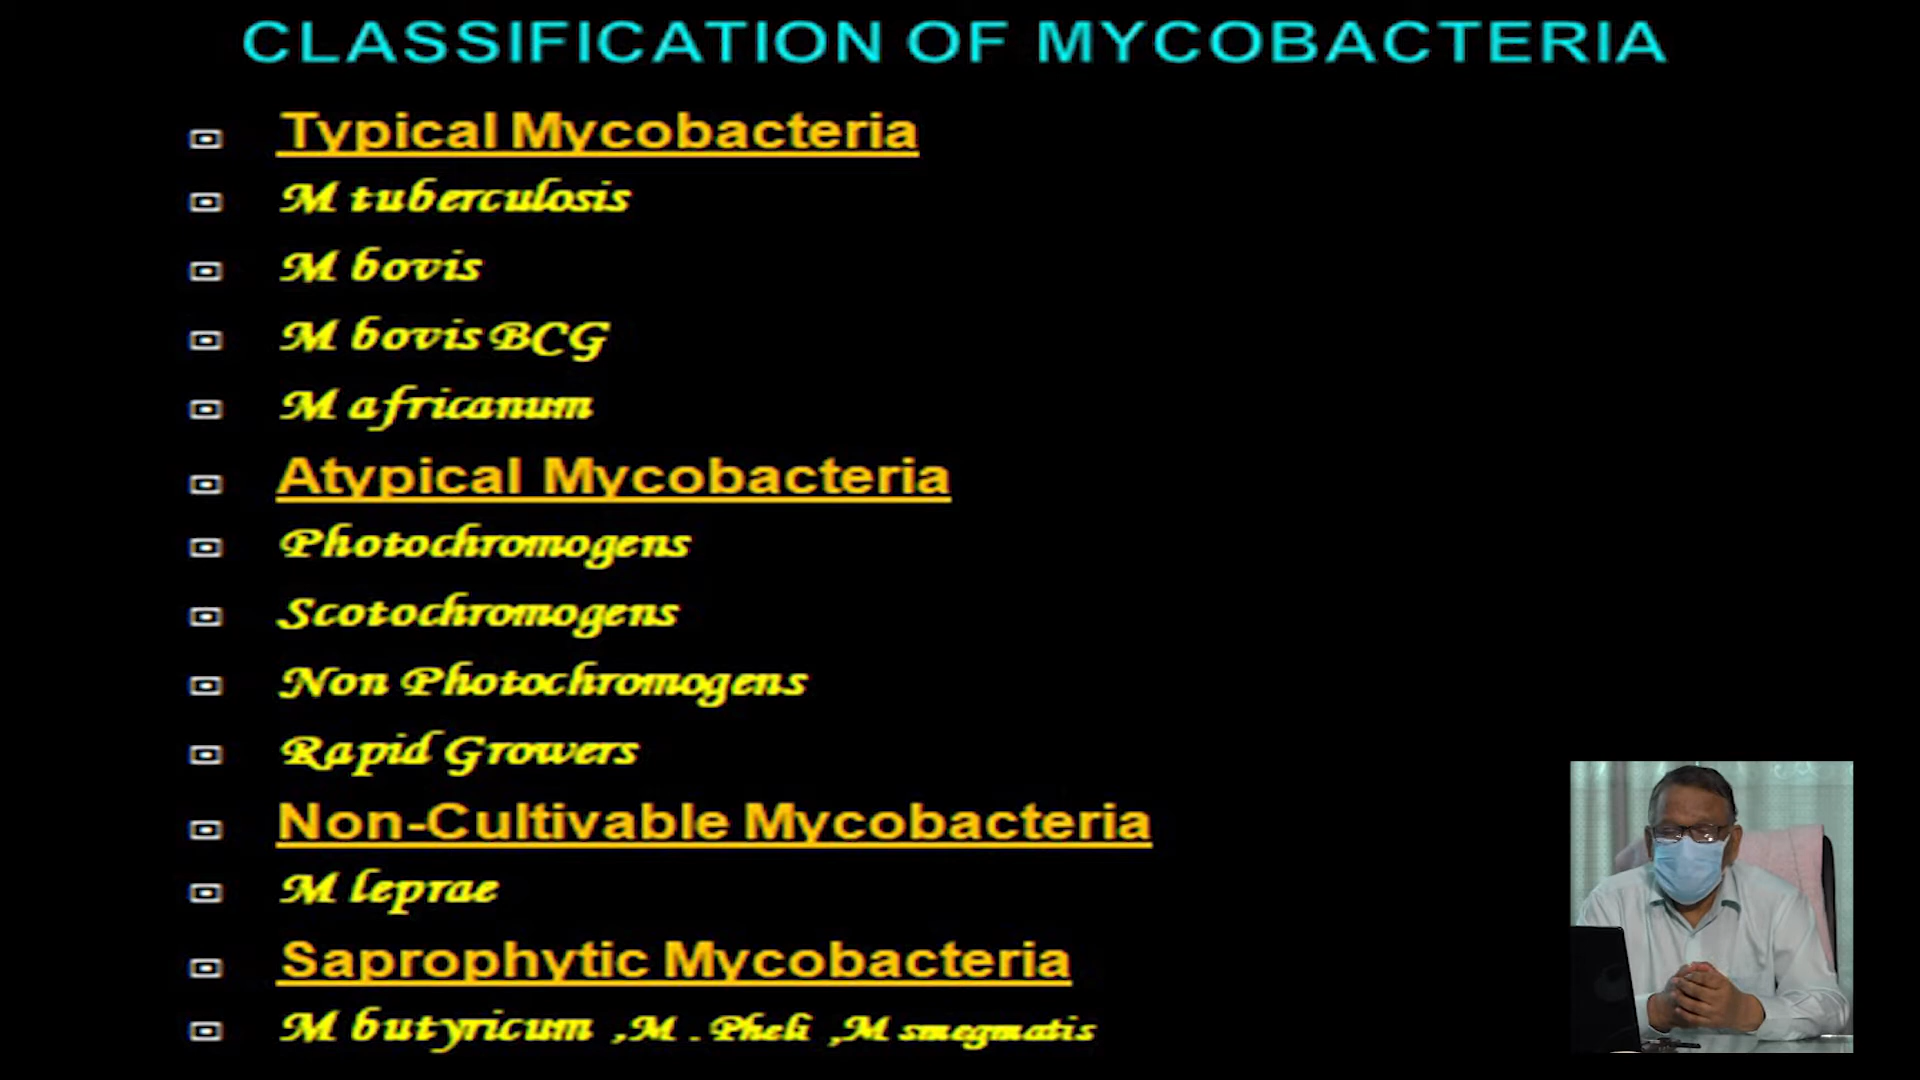 CLASSIFICATION OF MYCOBACTERIA
Typical Mycobacteria
M tuberculosis
M bovis
M bovis BCG
M africanum
Atypical Mycobacteria
Photochromogens
Scotochromogens
Non Photochromogens
Rapid Growers
Non-Cultivable Mycobacteria
M leprae
Saprophytic Mycobacteria
M butyricum ,M . Pheli ,M smegmatis